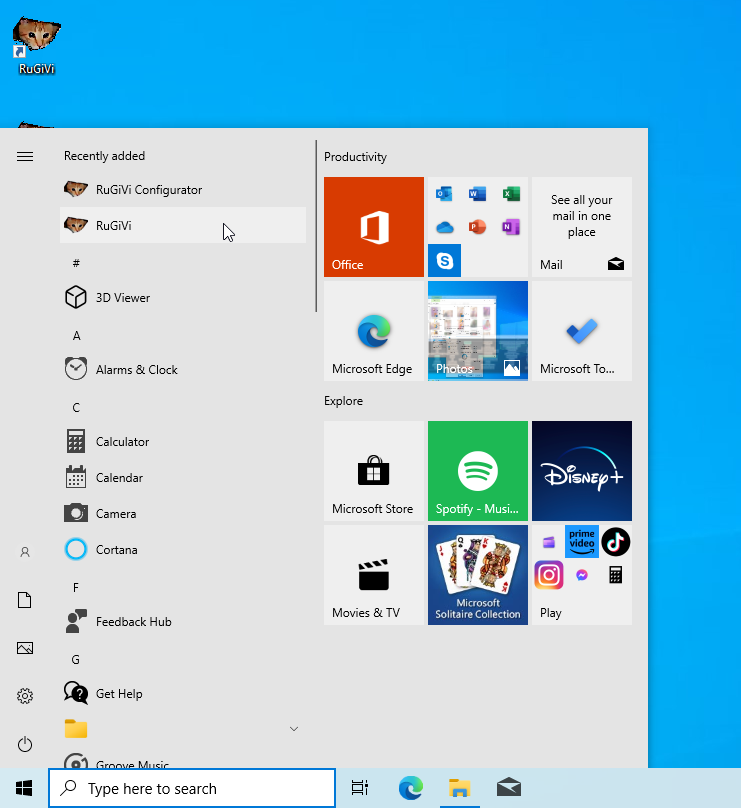 RuGiVi
Recently added
RuGiVi Configurator
RuGiVi
#
3D Viewer
A
Alarms & Clock
C
Calculator
Calendar
Camera
Cortana
F
Feedback Hub
G
Get Help
Groove Music
Productivity
Office
See all your
mail in one
place
Mail
Microsoft Edge
Photos
Microsoft To...
Explore
Microsoft Store
Spotify - Musi...
Disney+
Movies & TV
Microsoft
Solitaire Collection
prime
video
Play
Type here to search